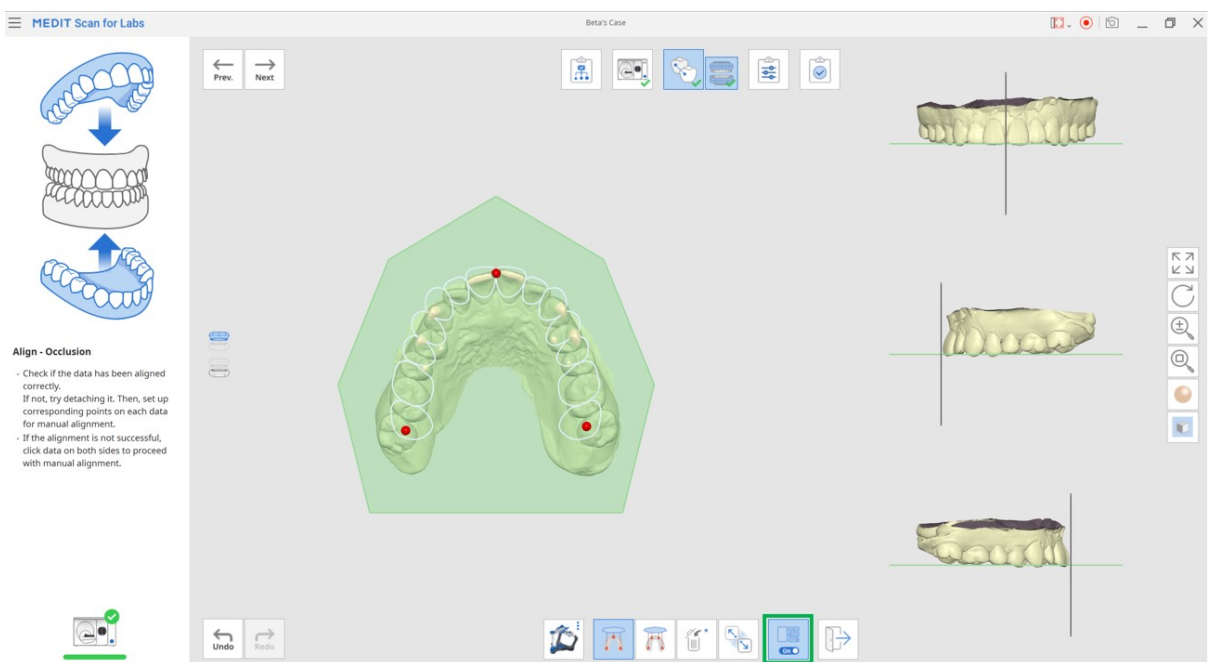 MEDIT Scan for Labs
Beta's Case
Prev.
Next
Align - Occlusion
- Check if the data has been aligned
correctly.
If not, try detaching it. Then, set up
corresponding points on each data
for manual alignment.
- If the alignment is not successful,
click data on both sides to proceed
with manual alignment.
Undo
Redo
On